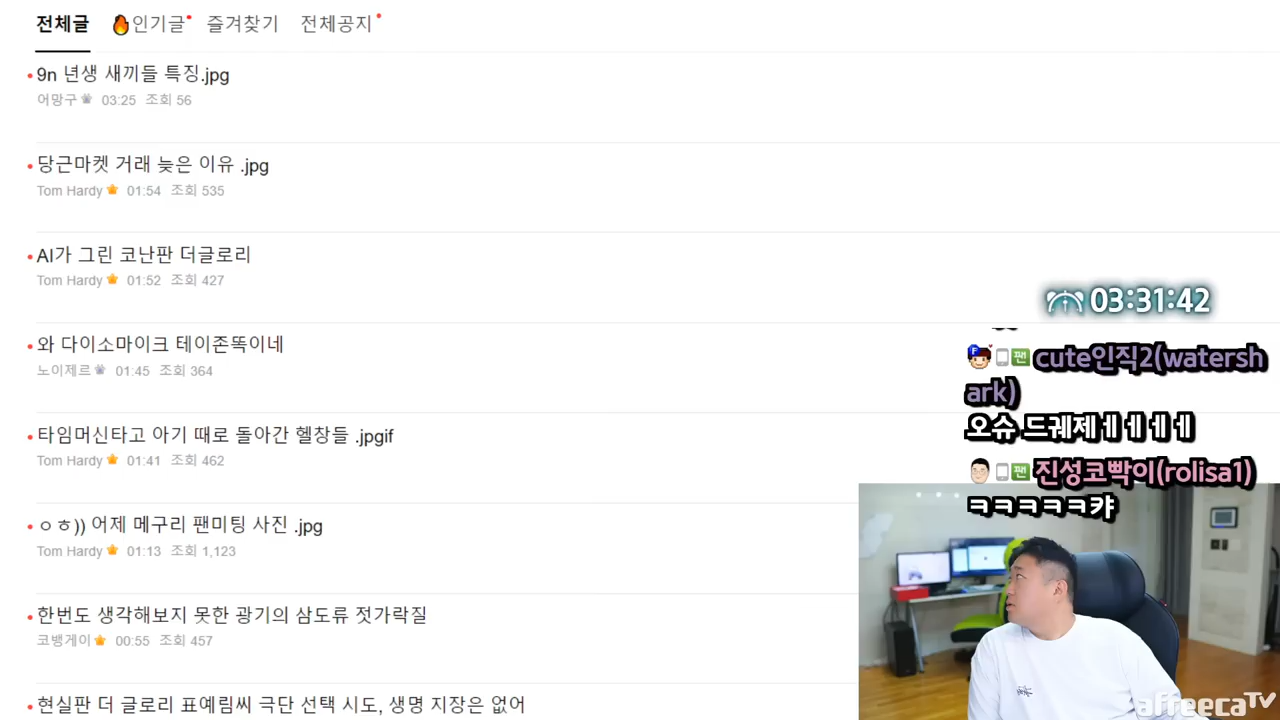 전체글 인기글 즐겨찾기 전체공지
9n 년생 새끼들 특징.jpg
어망구 03:25 조회 56
당근마켓 거래 늦은 이유 .jpg
Tom Hardy 01:54 조회 535
AI가 그린 코난판 더글로리
Tom Hardy 01:52 조회 427
와 다이소마이크 테이존똑이네
노이제르 01:45 조회 364
타임머신타고 아기 때로 돌아간 헬창들 .jpgif
Tom Hardy 01:41 조회 462
ㅇㅎ)) 어제 메구리 팬미팅 사진 .jpg
Tom Hardy 01:13 조회 1,123
한번도 생각해보지 못한 광기의 삼도류 젓가락질
코뱅게이 00:55 조회 457
현실판 더 글로리 표예림씨 극단 선택 시도, 생명 지장은 없어
03:31:42
팬 cute인직2(watersh
ark)
오슈 드궤제ㅔㅔㅔㅔ
팬 진성코빡이(rolisa1)
ㅋㅋㅋㅋㅋ캬
afreecaTV